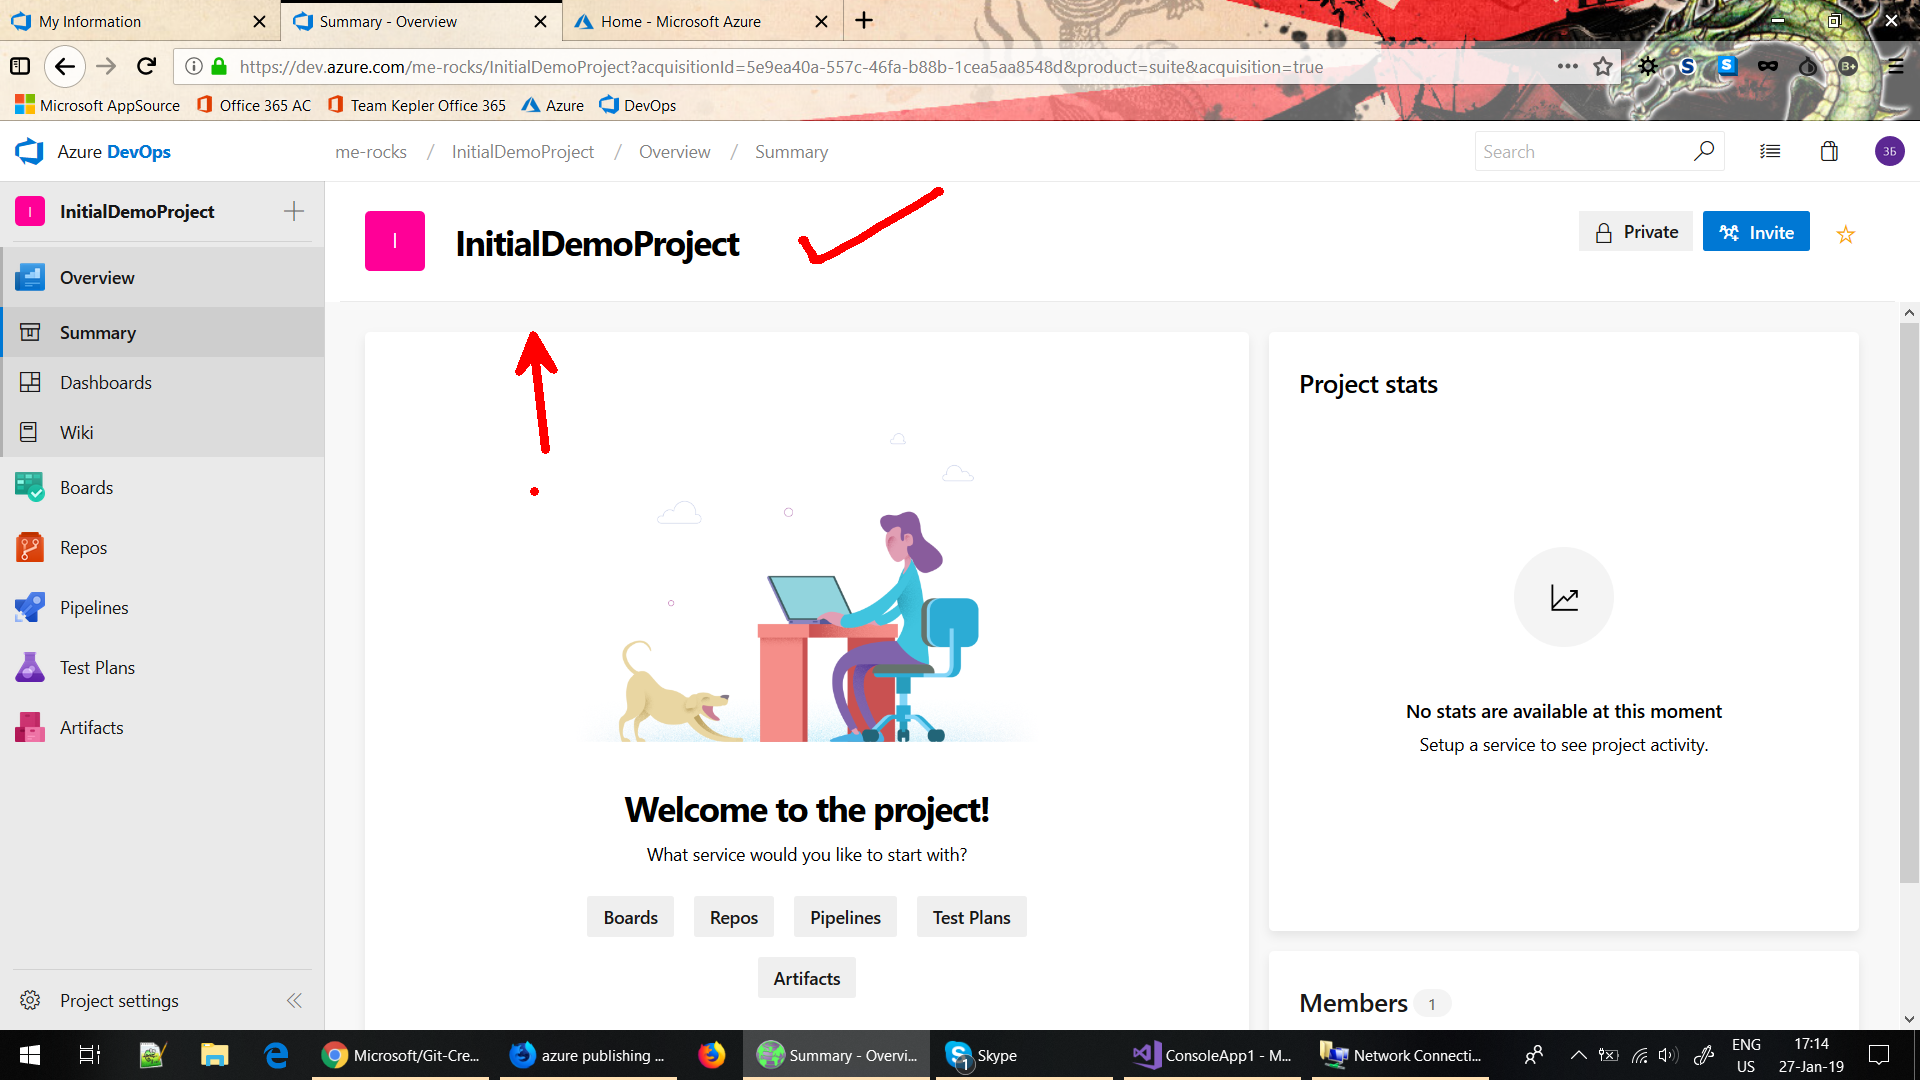 My Information
Summary - Overview
Home - Microsoft Azure
https://dev.azure.com/me-rocks/InitialDemoProject?acquisitionId=5e9ea40a-557c-46fa-b88b-1cea5aa8548d&product=suite&acquisition=true
Microsoft AppSource
Office 365 AC
Team Kepler Office 365
Azure
DevOps
Azure DevOps
me-rocks / InitialDemoProject / Overview / Summary
Search
ЗБ
I
InitialDemoProject
Overview
Summary
Dashboards
Wiki
Boards
Repos
Pipelines
Test Plans
Artifacts
Project settings
I
InitialDemoProject
Private
Invite
Welcome to the project!
What service would you like to start with?
Boards
Repos
Pipelines
Test Plans
Artifacts
Project stats
No stats are available at this moment
Setup a service to see project activity.
Members 1
Microsoft/Git-Cre...
azure publishing ...
Summary - Overvi...
1
Skype
ConsoleApp1 - M...
Network Connecti...
ENG
US
17:14
27-Jan-19